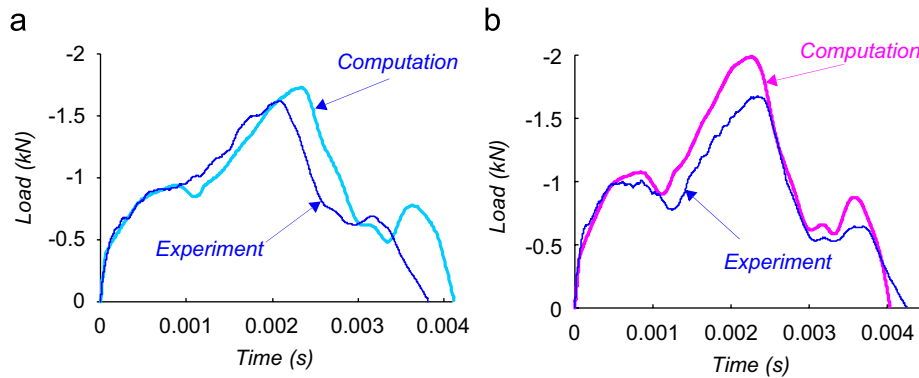 a
-2
Computation
-1.5
Load (kN)
-1
-0.5
Experiment
0
0 0.001 0.002 0.003 0.004
Time (s)
b
-2
Computation
-1.5
Load (kN)
-1
-0.5
Experiment
0
0 0.001 0.002 0.003 0.004
Time (s)